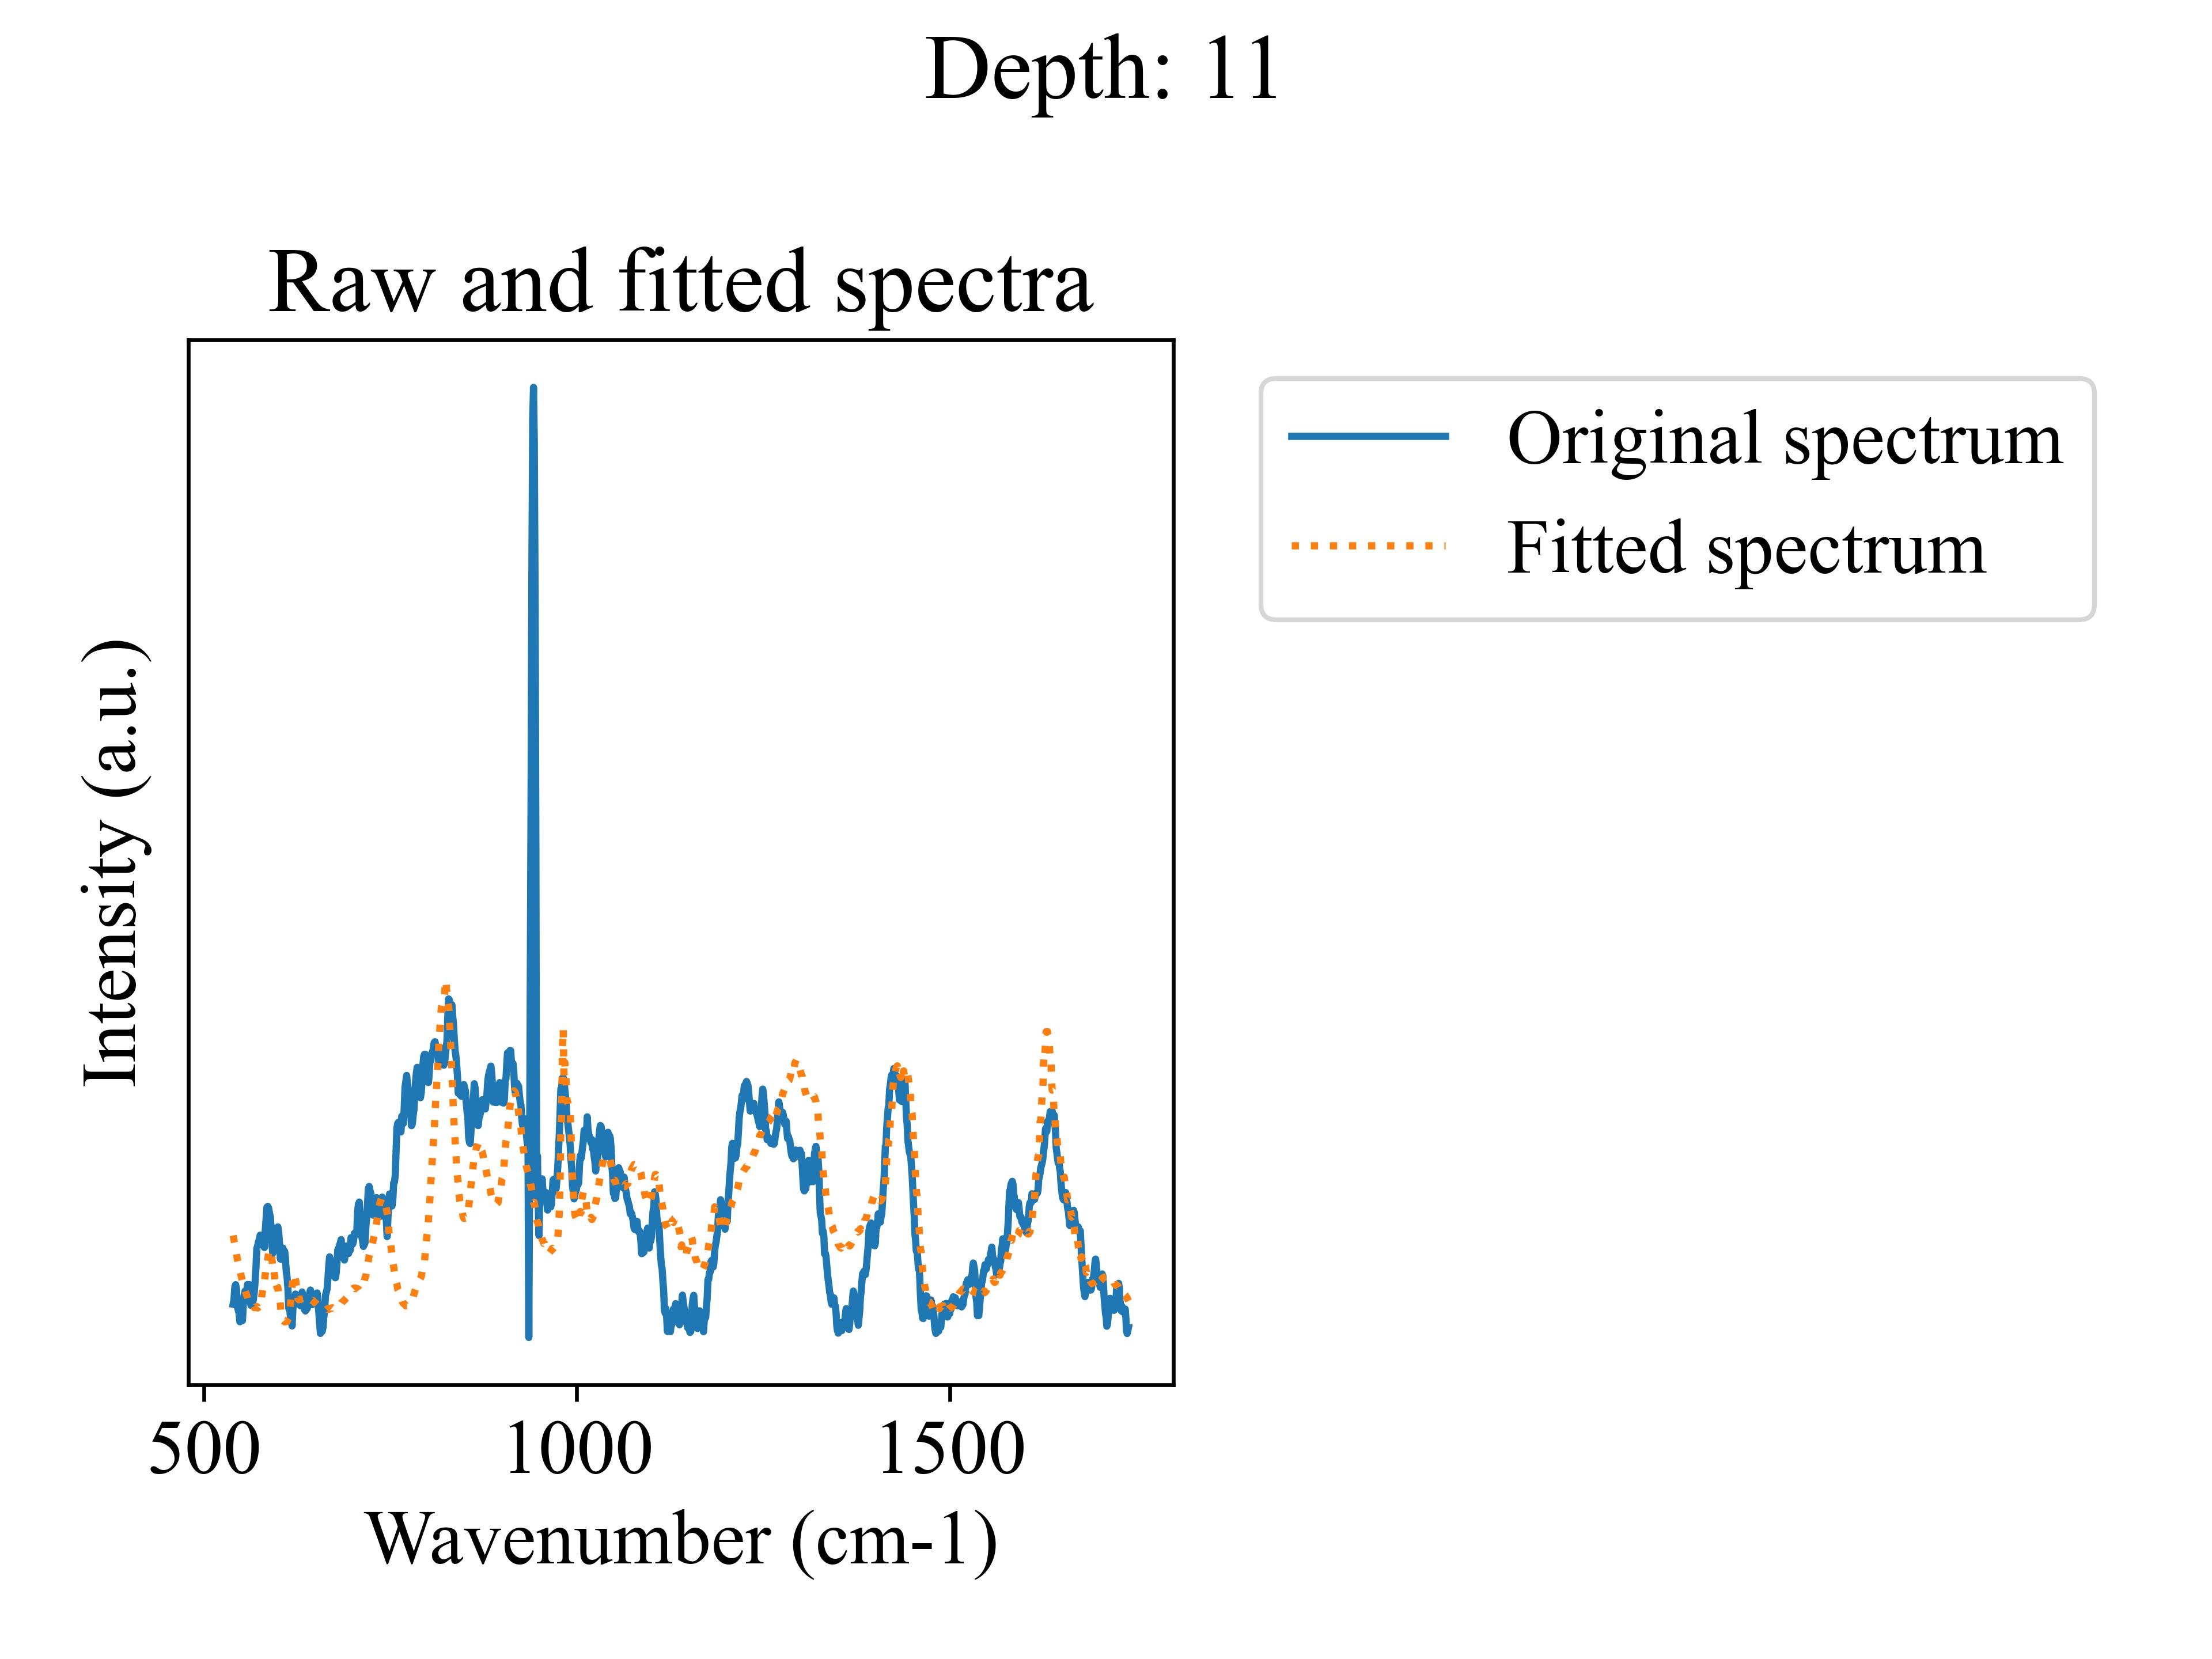 Depth: 11
Raw and fitted spectra
Original spectrum
Fitted spectrum
Intensity (a.u.)
500 1000 1500
Wavenumber (cm-1)